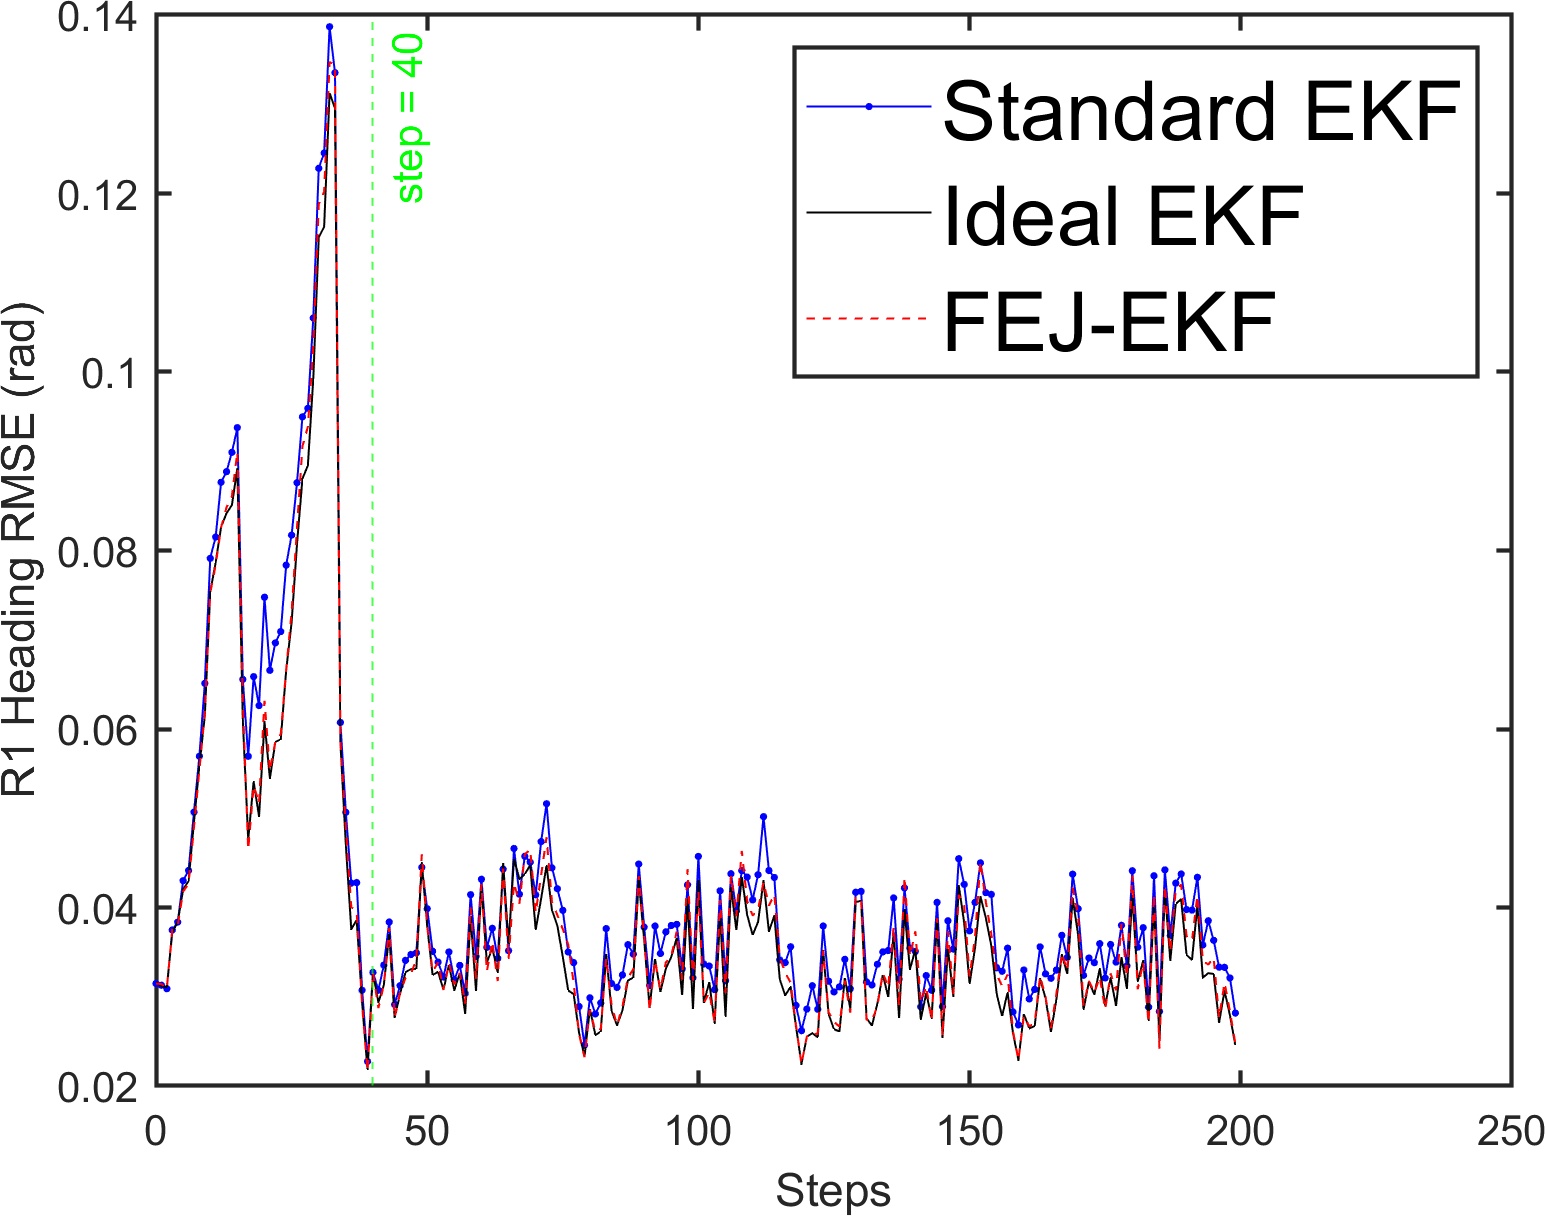 0.14
0.12
0.1
0.08
0.06
0.04
0.02
R1 Heading RMSE (rad)
step = 40
Standard EKF
Ideal EKF
FEJ-EKF
0
50
100
150
200
250
Steps